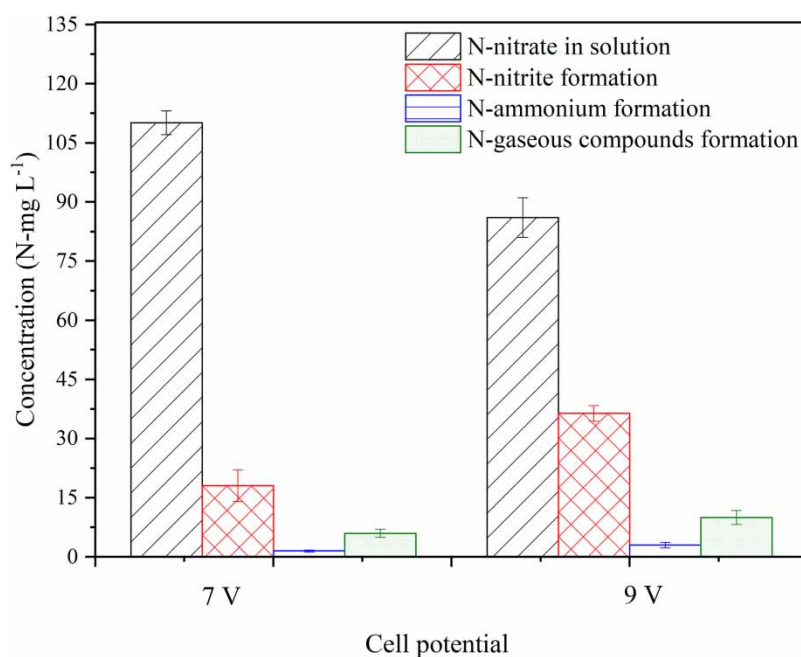 135
120
105
90
75
60
45
30
15
0
Concentration (N-mg L⁻¹)
N-nitrate in solution
N-nitrite formation
N-ammonium formation
N-gaseous compounds formation
7 V
9 V
Cell potential